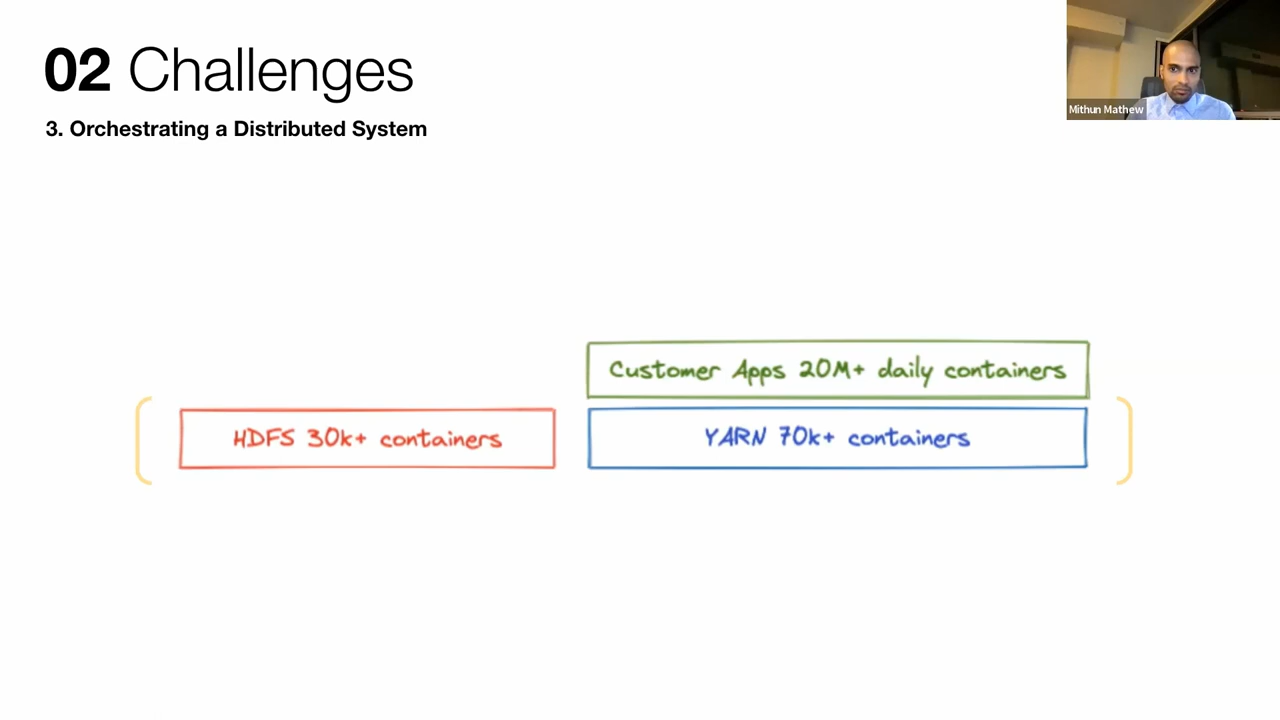 02 Challenges
3. Orchestrating a Distributed System
Mithun Mathew
Customer Apps 20M+ daily containers
HDFS 30k+ containers
YARN 70k+ containers